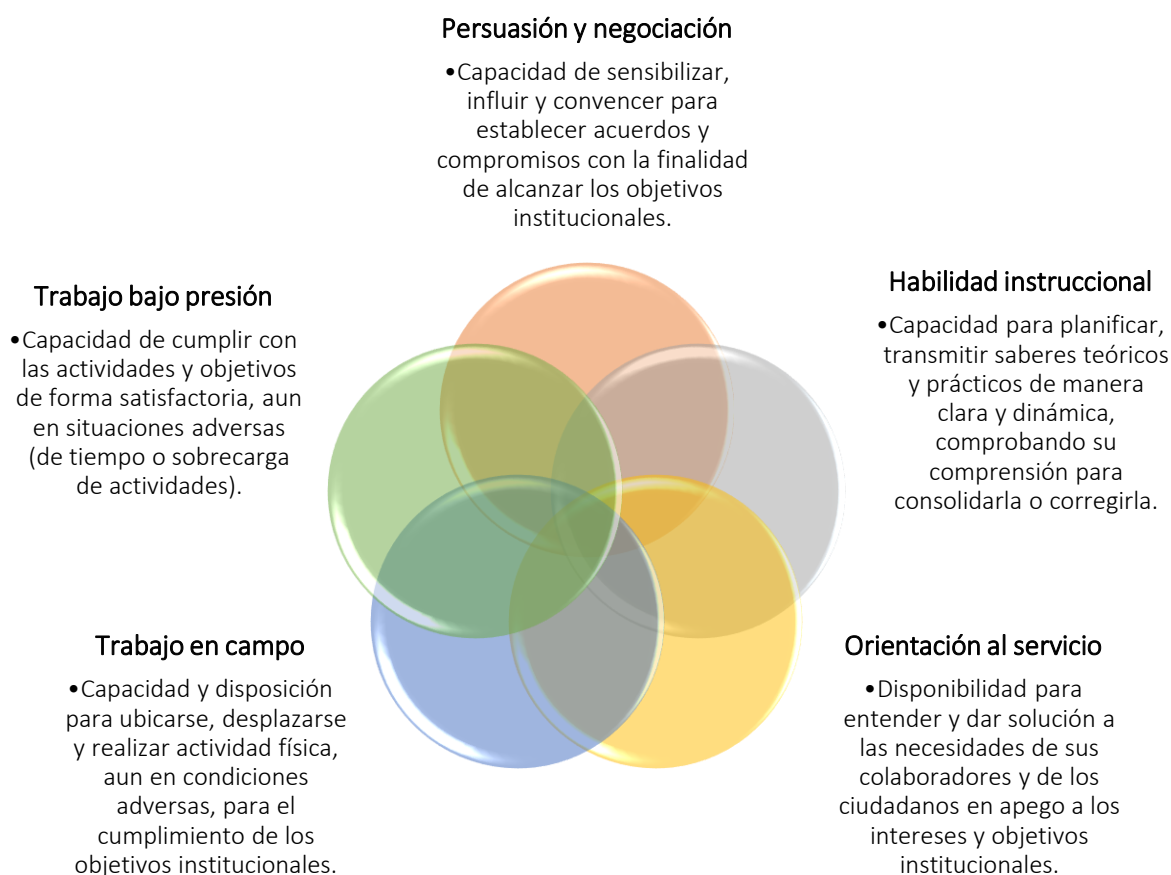 Persuasión y negociación
•Capacidad de sensibilizar,
influir y convencer para
establecer acuerdos y
compromisos con la finalidad
de alcanzar los objetivos
institucionales.
Habilidad instruccional
•Capacidad para planificar,
transmitir saberes teóricos
y prácticos de manera
clara y dinámica,
comprobando su
comprensión para
consolidarla o corregirla.
Orientación al servicio
•Disponibilidad para
entender y dar solución a
las necesidades de sus
colaboradores y de los
ciudadanos en apego a los
intereses y objetivos
institucionales.
Trabajo en campo
•Capacidad y disposición
para ubicarse, desplazarse
y realizar actividad física,
aun en condiciones
adversas, para el
cumplimiento de los
objetivos institucionales.
Trabajo bajo presión
•Capacidad de cumplir con
las actividades y objetivos
de forma satisfactoria, aun
en situaciones adversas
(de tiempo o sobrecarga
de actividades).